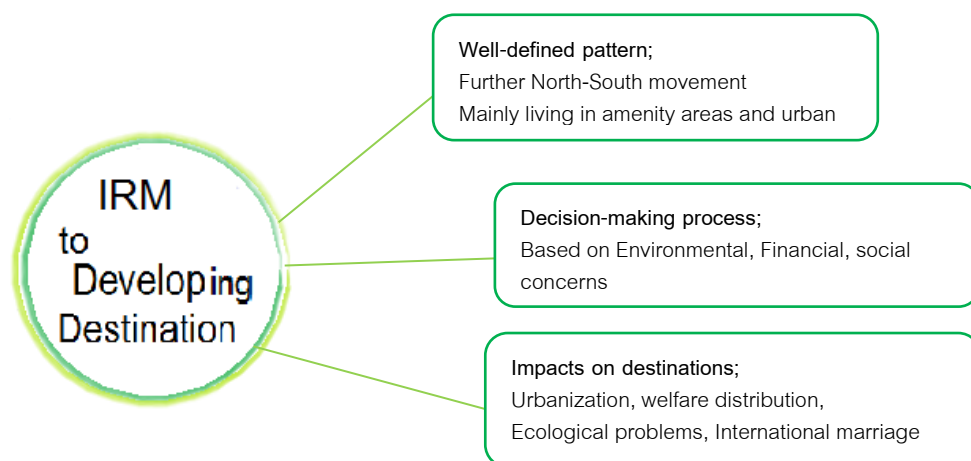 IRM
to
Developing
Destination
Well-defined pattern;
Further North-South movement
Mainly living in amenity areas and urban
Decision-making process;
Based on Environmental, Financial, social
concerns
Impacts on destinations;
Urbanization, welfare distribution,
Ecological problems, International marriage